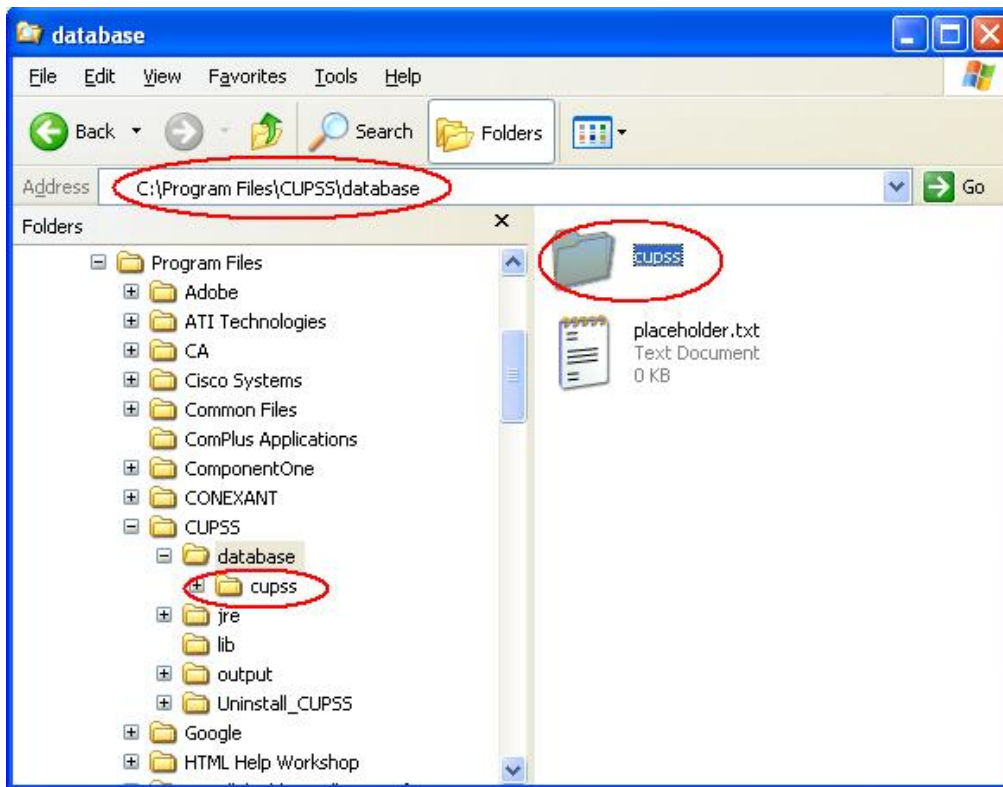 database
File Edit View Favorites Tools Help
Back Search Folders
Address C:\Program Files\CUPSS\database Go
Folders
Program Files
Adobe
ATI Technologies
CA
Cisco Systems
Common Files
ComPlus Applications
ComponentOne
CONEXANT
CUPSS
database
cupss
jre
lib
output
Uninstall_CUPSS
Google
HTML Help Workshop
cupss
placeholder.txt
Text Document
0 KB